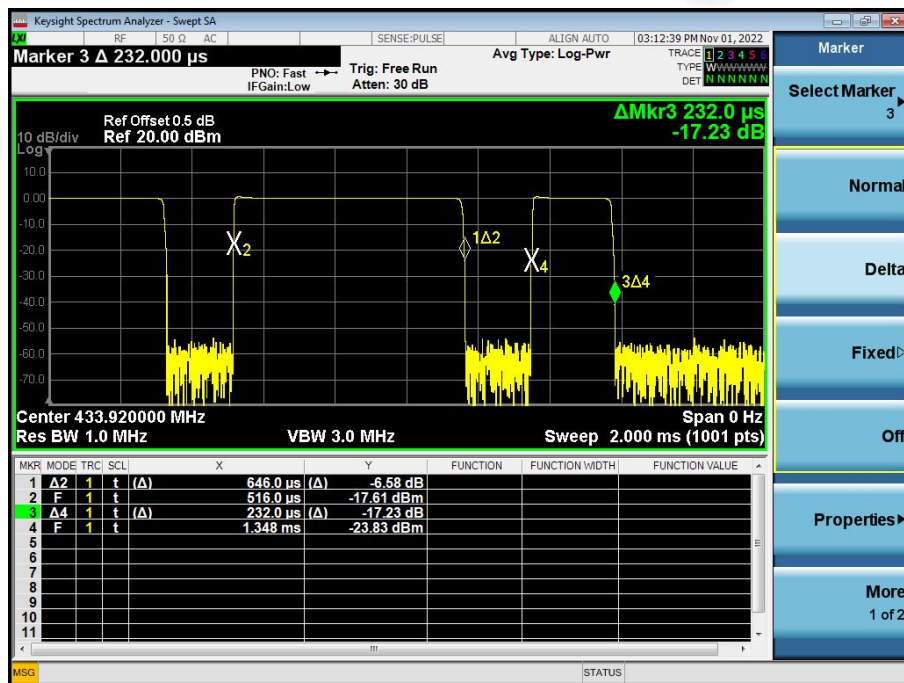 Keysight Spectrum Analyzer - Swept SA
LXI RF 50 Ω AC SENSE:PULSE ALIGN AUTO 03:12:39 PM Nov 01, 2022
Marker 3 Δ 232.000 µs
PNO: Fast
IFGain:Low
Trig: Free Run
Atten: 30 dB
Avg Type: Log-Pwr
TRACE 1 2 3 4 5 6
TYPE WWWWWWW
DET N N N N N N
ΔMkr3 232.0 µs
-17.23 dB
Ref Offset 0.5 dB
10 dB/div Ref 20.00 dBm
Log
10.0
0.00
-10.0
-20.0
-30.0
-40.0
-50.0
-60.0
-70.0
X2
1Δ2
X4
3Δ4
Center 433.920000 MHz Span 0 Hz
Res BW 1.0 MHz VBW 3.0 MHz Sweep 2.000 ms (1001 pts)
MKR MODE TRC SCL X Y FUNCTION FUNCTION WIDTH FUNCTION VALUE
1 Δ2 1 t (Δ) 646.0 µs (Δ) -6.58 dB
2 F 1 t 516.0 µs -17.61 dBm
3 Δ4 1 t (Δ) 232.0 µs (Δ) -17.23 dB
4 F 1 t 1.348 ms -23.83 dBm
5
6
7
8
9
10
11
MSG STATUS
Marker
Select Marker
3
Normal
Delta
Fixed
Off
Properties
More
1 of 2